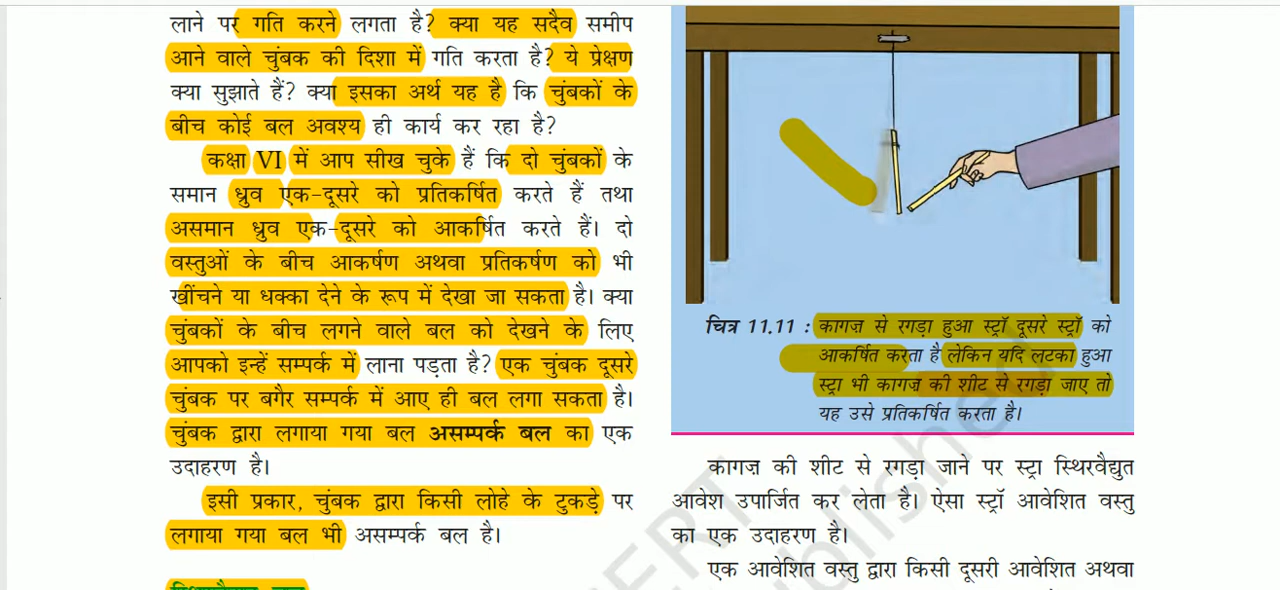 लाने पर गति करने लगता है? क्या यह सदैव समीप
आने वाले चुंबक की दिशा में गति करता है? ये प्रेक्षण
क्या सुझाते हैं? क्या इसका अर्थ यह है कि चुंबकों के
बीच कोई बल अवश्य ही कार्य कर रहा है?
कक्षा VI में आप सीख चुके हैं कि दो चुंबकों के
समान ध्रुव एक-दूसरे को प्रतिकर्षित करते हैं तथा
असमान ध्रुव एक-दूसरे को आकर्षित करते हैं। दो
वस्तुओं के बीच आकर्षण अथवा प्रतिकर्षण को भी
खींचने या धक्का देने के रूप में देखा जा सकता है। क्या
चुंबकों के बीच लगने वाले बल को देखने के लिए
आपको इन्हें सम्पर्क में लाना पड़ता है? एक चुंबक दूसरे
चुंबक पर बगैर सम्पर्क में आए ही बल लगा सकता है।
चुंबक द्वारा लगाया गया बल असम्पर्क बल का एक
उदाहरण है।
इसी प्रकार, चुंबक द्वारा किसी लोहे के टुकड़े पर
लगाया गया बल भी असम्पर्क बल है।
चित्र 11.11 : कागज़ से रगड़ा हुआ स्ट्रॉ दूसरे स्ट्रॉ को
आकर्षित करता है लेकिन यदि लटका हुआ
स्ट्रा भी कागज़ की शीट से रगड़ा जाए तो
यह उसे प्रतिकर्षित करता है।
कागज़ की शीट से रगड़ा जाने पर स्ट्रा स्थिरवैद्युत
आवेश उपार्जित कर लेता है। ऐसा स्ट्रॉ आवेशित वस्तु
को एक उदाहरण है।
एक आवेशित वस्तु द्वारा किसी दूसरी आवेशित अथवा